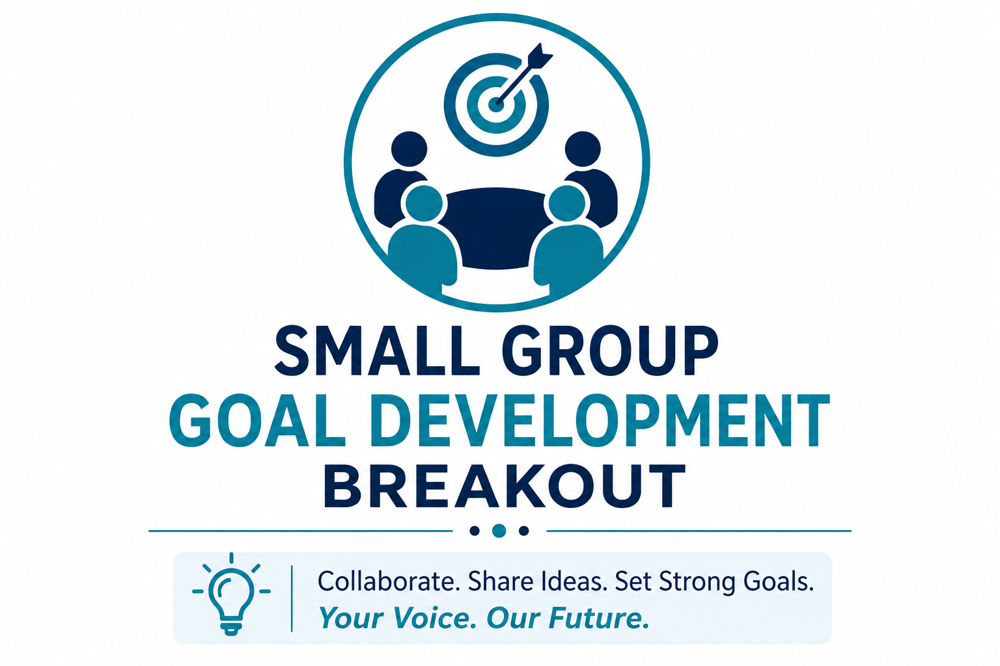 SMALL GROUP
GOAL DEVELOPMENT
BREAKOUT
Collaborate. Share Ideas. Set Strong Goals.
Your Voice. Our Future.